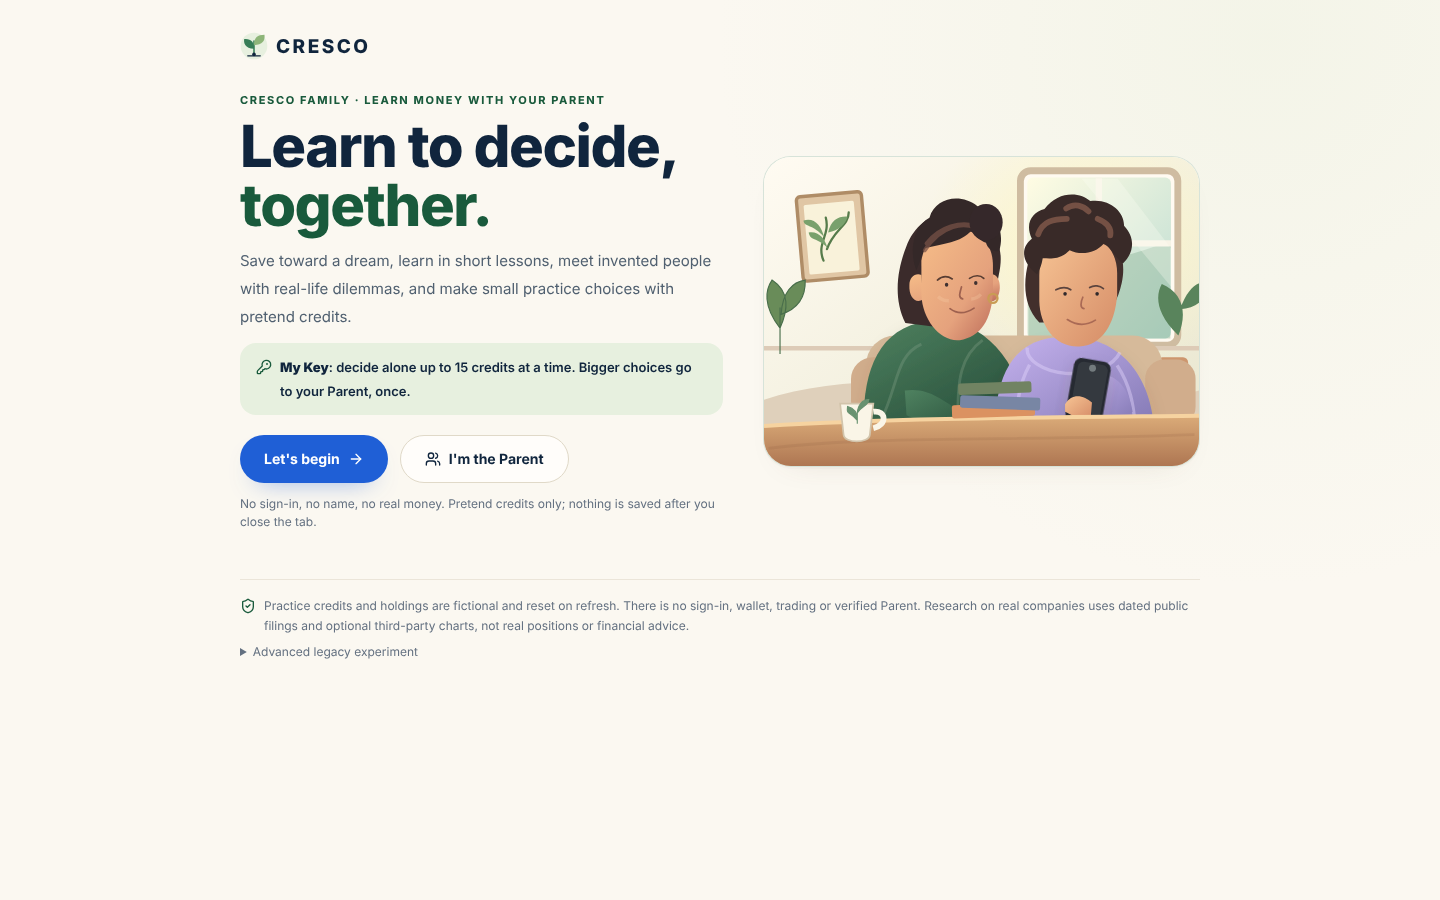 CRESCO
CRESCO FAMILY · LEARN MONEY WITH YOUR PARENT
Learn to decide,
together.
Save toward a dream, learn in short lessons, meet invented people
with real-life dilemmas, and make small practice choices with
pretend credits.
My Key: decide alone up to 15 credits at a time. Bigger choices go
to your Parent, once.
Let's begin
I'm the Parent
No sign-in, no name, no real money. Pretend credits only; nothing is saved after you
close the tab.
Practice credits and holdings are fictional and reset on refresh. There is no sign-in, wallet, trading or verified Parent. Research on real companies uses dated public
filings and optional third-party charts, not real positions or financial advice.
Advanced legacy experiment